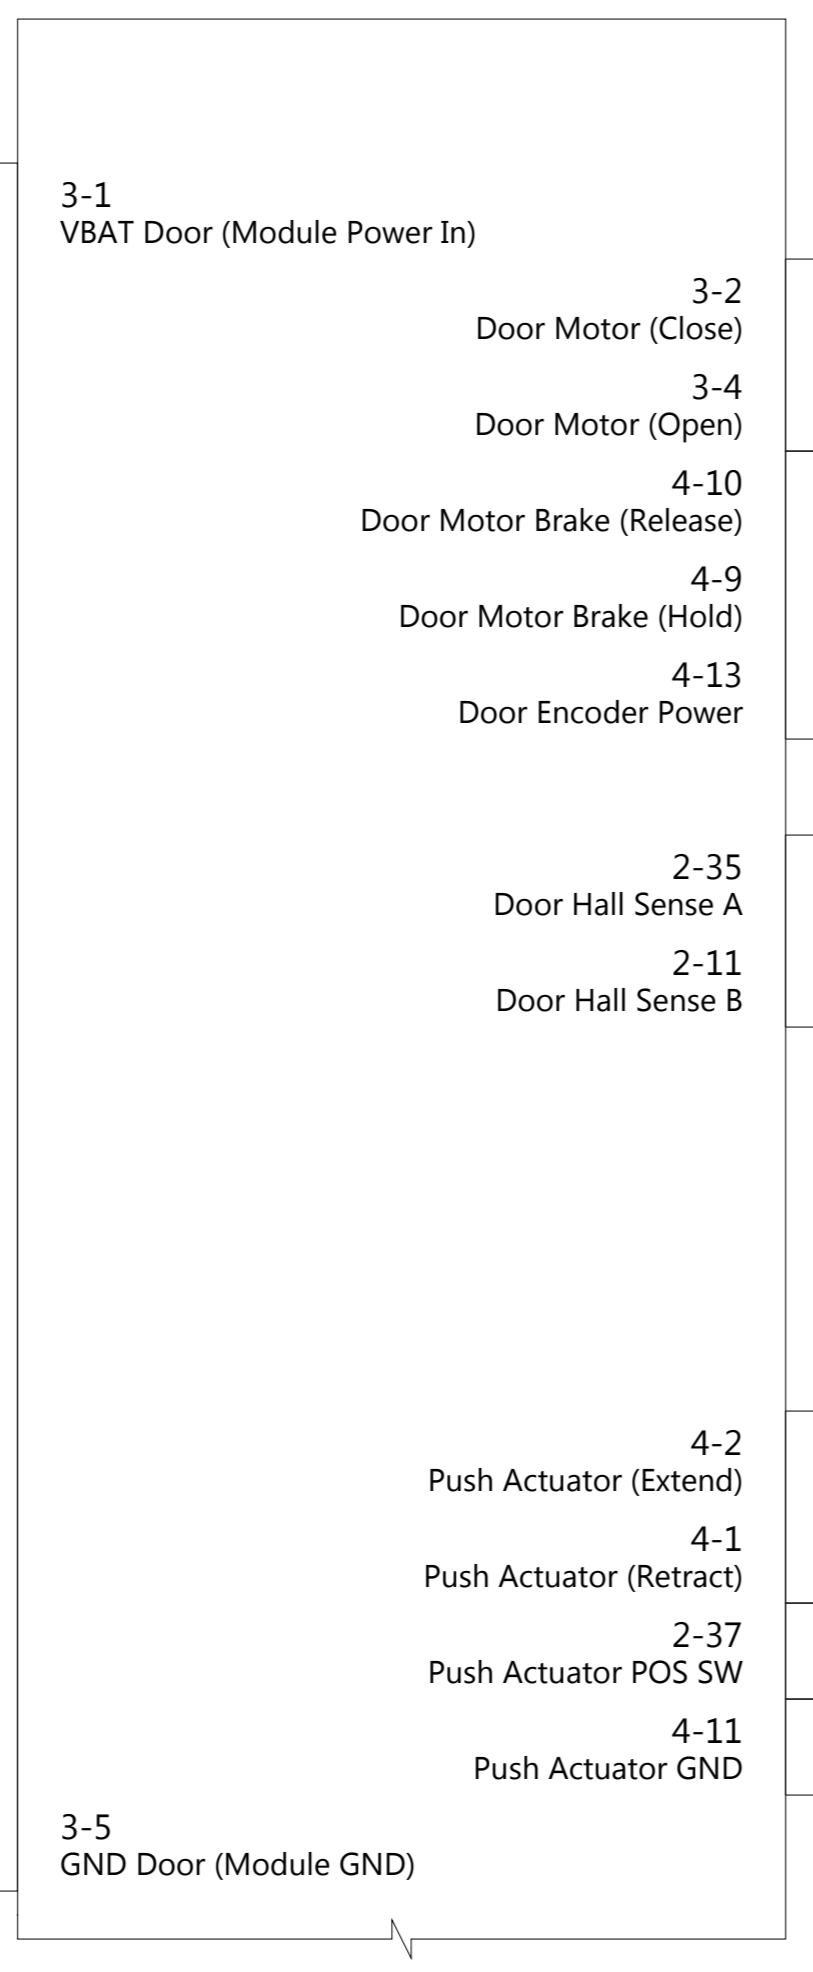 3-1
VBAT Door (Module Power In)
3-2
Door Motor (Close)
3-4
Door Motor (Open)
4-10
Door Motor Brake (Release)
4-9
Door Motor Brake (Hold)
4-13
Door Encoder Power
2-35
Door Hall Sense A
2-11
Door Hall Sense B
4-2
Push Actuator (Extend)
4-1
Push Actuator (Retract)
2-37
Push Actuator POS SW
4-11
Push Actuator GND
3-5
GND Door (Module GND)